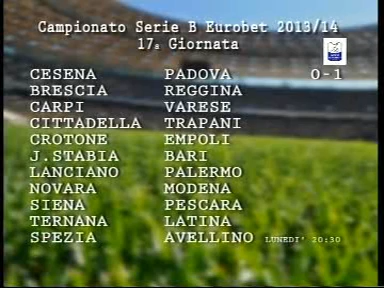 Campionato Serie B Eurobet 2013/14
17a Giornata
CESENA PADOVA 0-1
BRESCIA REGGINA
CARPI VARESE
CITTADELLA TRAPANI
CROTONE EMPOLI
J.STABIA BARI
LANCIANO PALERMO
NOVARA MODENA
SIENA PESCARA
TERNANA LATINA
SPEZIA AVELLINO LUNEDI' 20:30